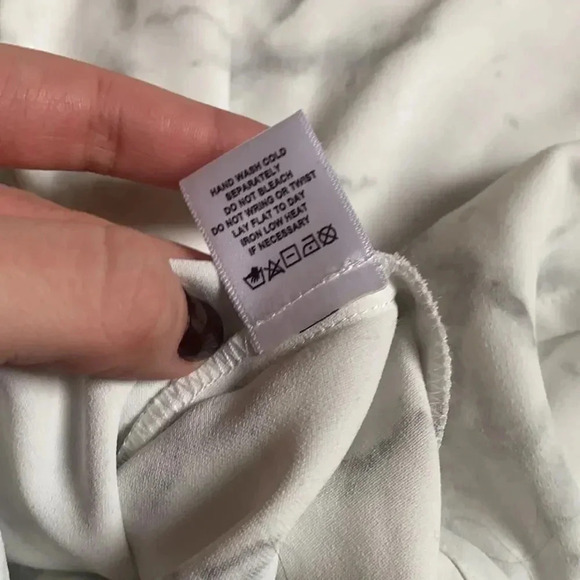 HAND WASH COLD
SEPARATELY
DO NOT BLEACH
DO NOT WRING OR TWIST
LAY FLAT TO DAY
IRON LOW HEAT
IF NECESSARY